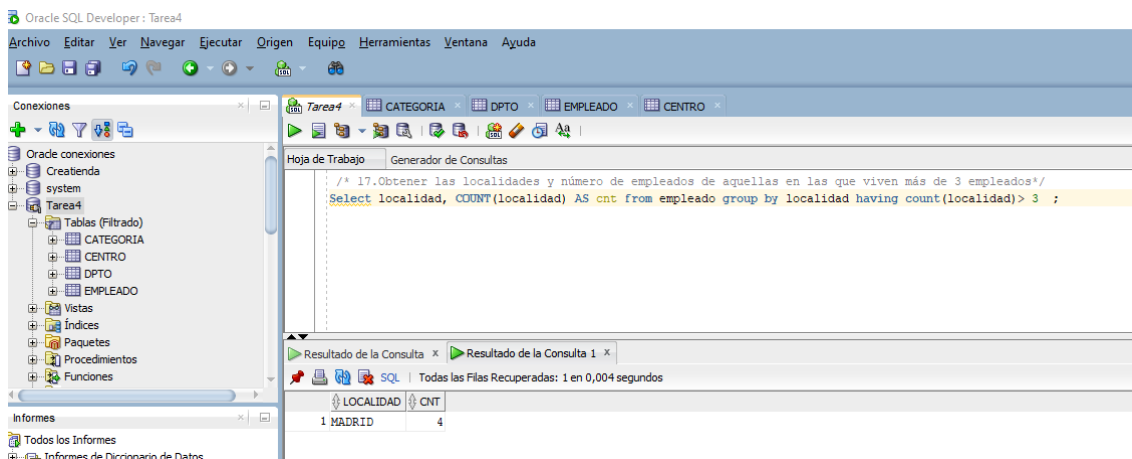 Oracle SQL Developer : Tarea4
Archivo Editar Ver Navegar Ejecutar Origen Equipo Herramientas Ventana Ayuda
Conexiones
Tarea4 CATEGORIA DPTO EMPLEADO CENTRO
Oracle conexiones
Creatienda
system
Tarea4
Tablas (Filtrado)
CATEGORIA
CENTRO
DPTO
EMPLEADO
Vistas
Índices
Paquetes
Procedimientos
Funciones
Informes
Todos los Informes
Informes de Diccionario de Datos
Hoja de Trabajo Generador de Consultas
/* 17.Obtener las localidades y número de empleados de aquellas en las que viven más de 3 empleados*/
Select localidad, COUNT(localidad) AS cnt from empleado group by localidad having count(localidad)> 3 ;
Resultado de la Consulta x Resultado de la Consulta 1 x
SQL | Todas las Filas Recuperadas: 1 en 0,004 segundos
LOCALIDAD CNT
1 MADRID 4